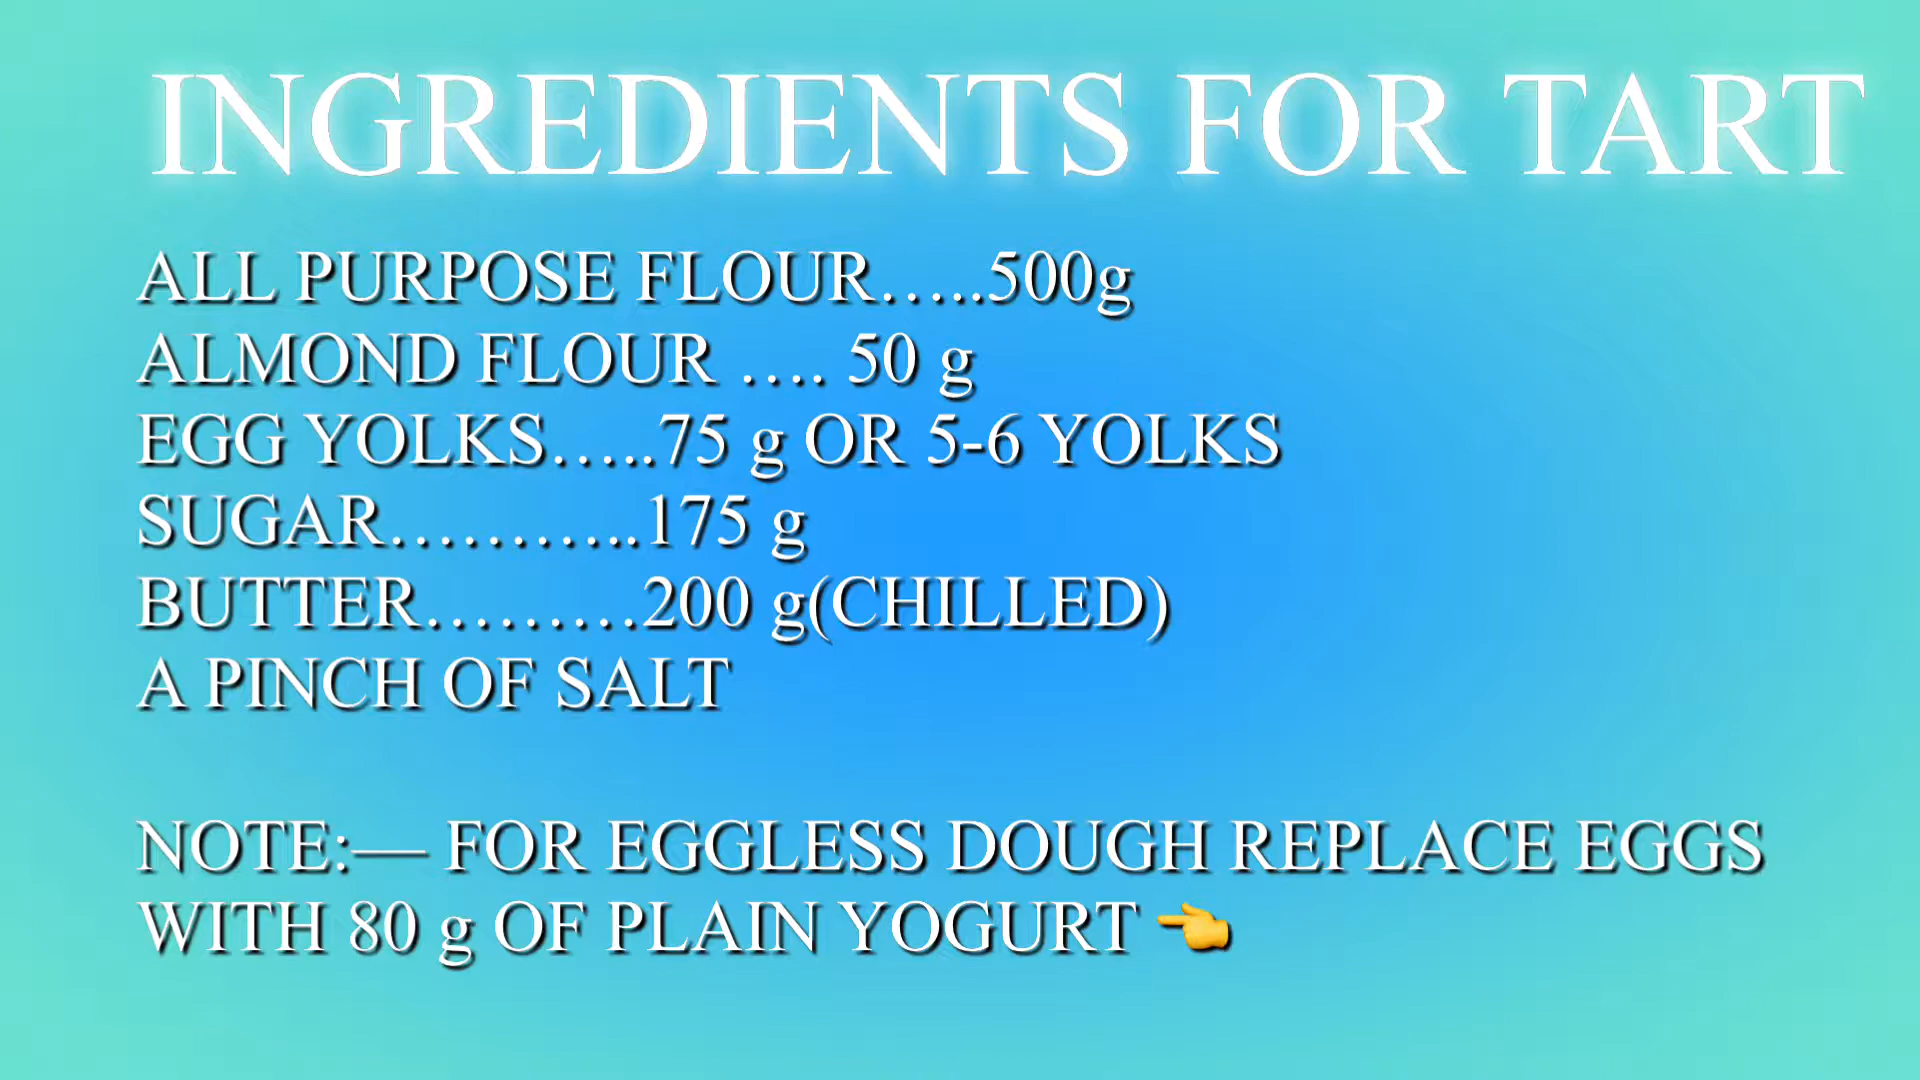 INGREDIENTS FOR TART
ALL PURPOSE FLOUR…..500g
ALMOND FLOUR …. 50 g
EGG YOLKS…..75 g OR 5-6 YOLKS
SUGAR………..175 g
BUTTER………200 g(CHILLED)
A PINCH OF SALT
NOTE:— FOR EGGLESS DOUGH REPLACE EGGS
WITH 80 g OF PLAIN YOGURT 👈